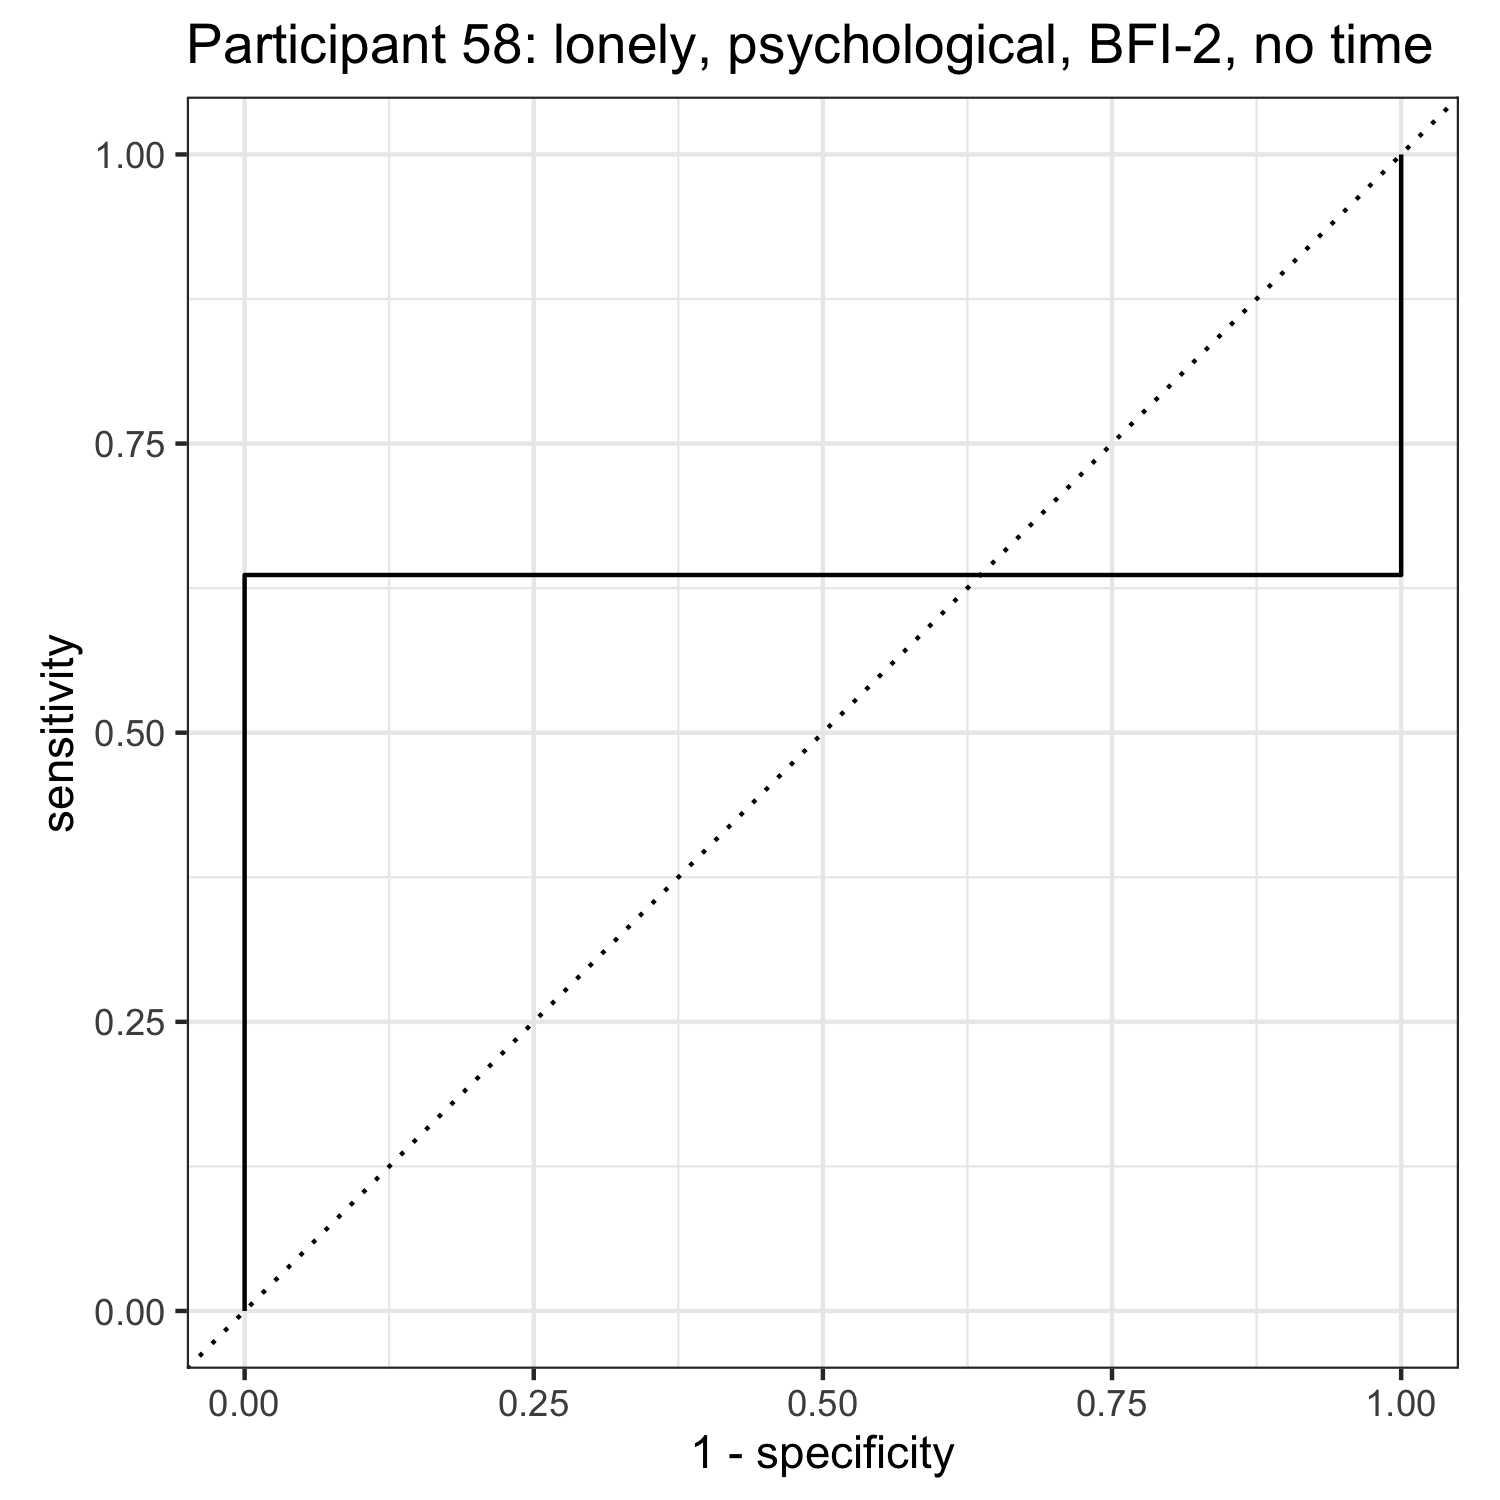 Participant 58: lonely, psychological, BFI-2, no time
1.00
0.75
0.50
0.25
0.00
sensitivity
0.00 0.25 0.50 0.75 1.00
1 - specificity